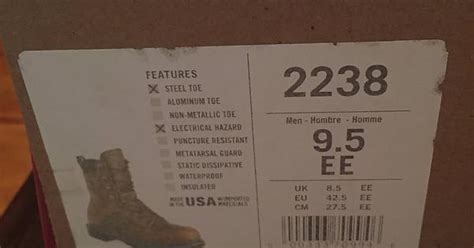 FEATURES
STEEL TOE
ALUMINUM TOE
NON-METALLIC TOE
ELECTRICAL HAZARD
PUNCTURE RESISTANT
METATARSAL GUARD
STATIC DISSIPATIVE
WATERPROOF
INSULATED
MADE IN THE USA W/IMPORTED MATERIALS
2238
Men - Hombre - Homme
9.5
EE
UK 8.5 EE
EU 42.5 EE
CM 27.5 EE